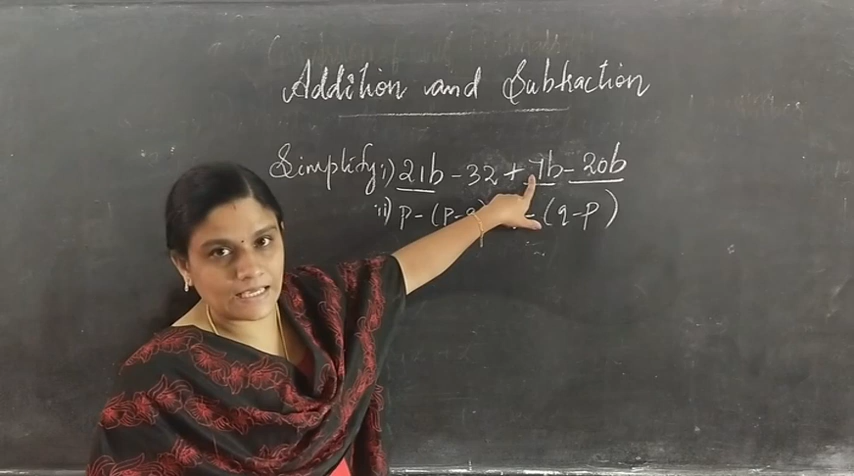 Addition and Subtraction
Simplify i) 21b - 32 + 7b - 20b
ii) p - (p - q) - (q - p)